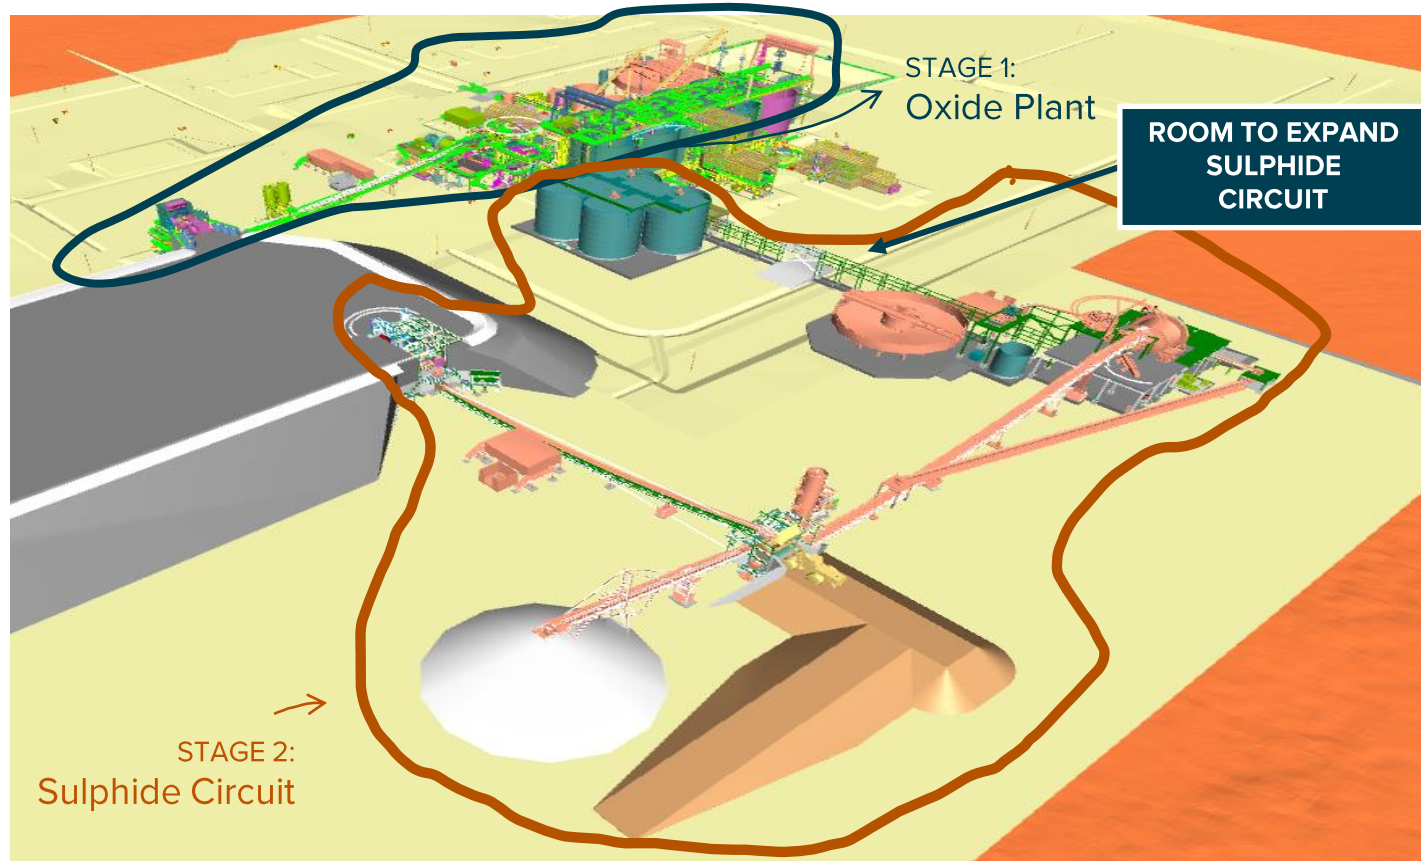 STAGE 1:
Oxide Plant
ROOM TO EXPAND
SULPHIDE
CIRCUIT
STAGE 2:
Sulphide Circuit